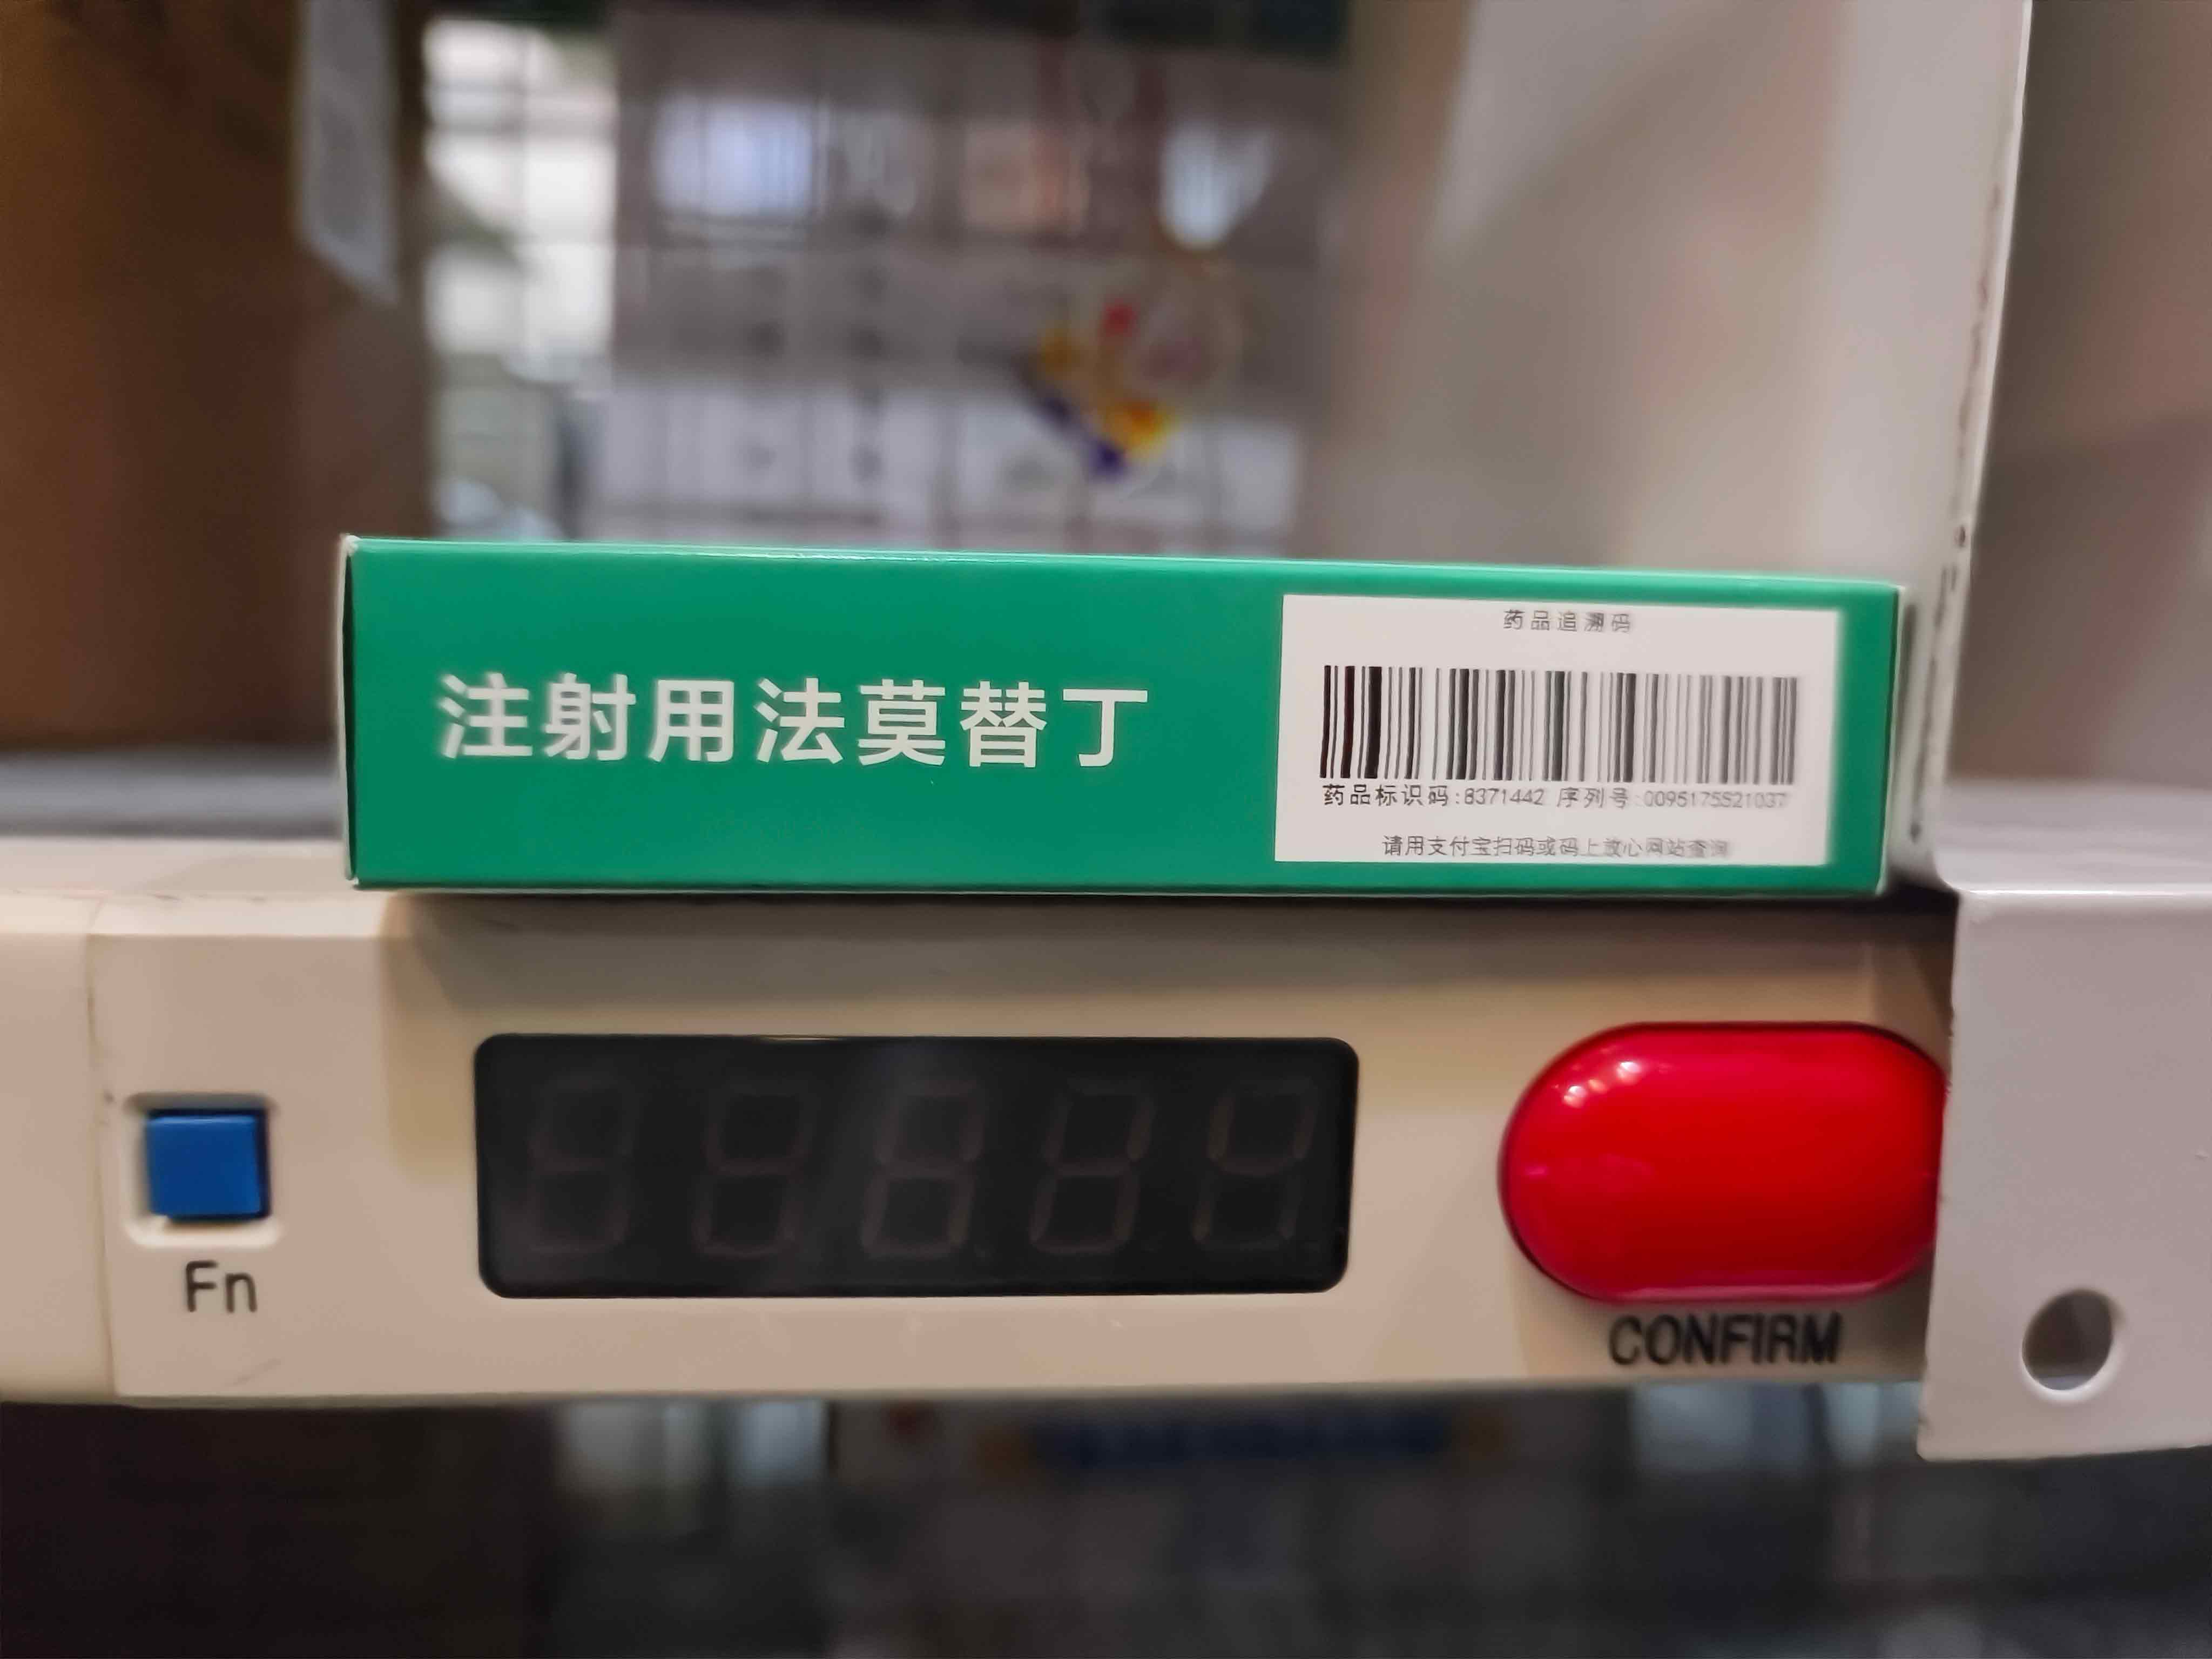 注射用法莫替丁
药品追溯码
药品标识码:8371442 序列号:0095175521037
请用支付宝扫码或码上放心网站查询
Fn
CONFIRM